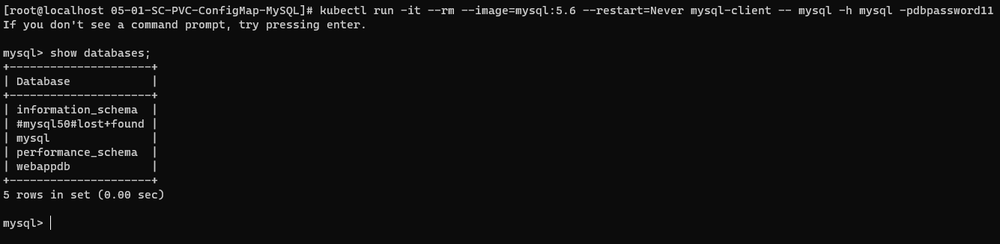 [root@localhost 05-01-SC-PVC-ConfigMap-MySQL]# kubectl run -it --rm --image=mysql:5.6 --restart=Never mysql-client -- mysql -h mysql -pdbpassword11
If you don't see a command prompt, try pressing enter.
mysql> show databases;
+---------------------+
| Database            |
+---------------------+
| information_schema  |
| #mysql50#lost+found |
| mysql               |
| performance_schema  |
| webappdb            |
+---------------------+
5 rows in set (0.00 sec)
mysql>